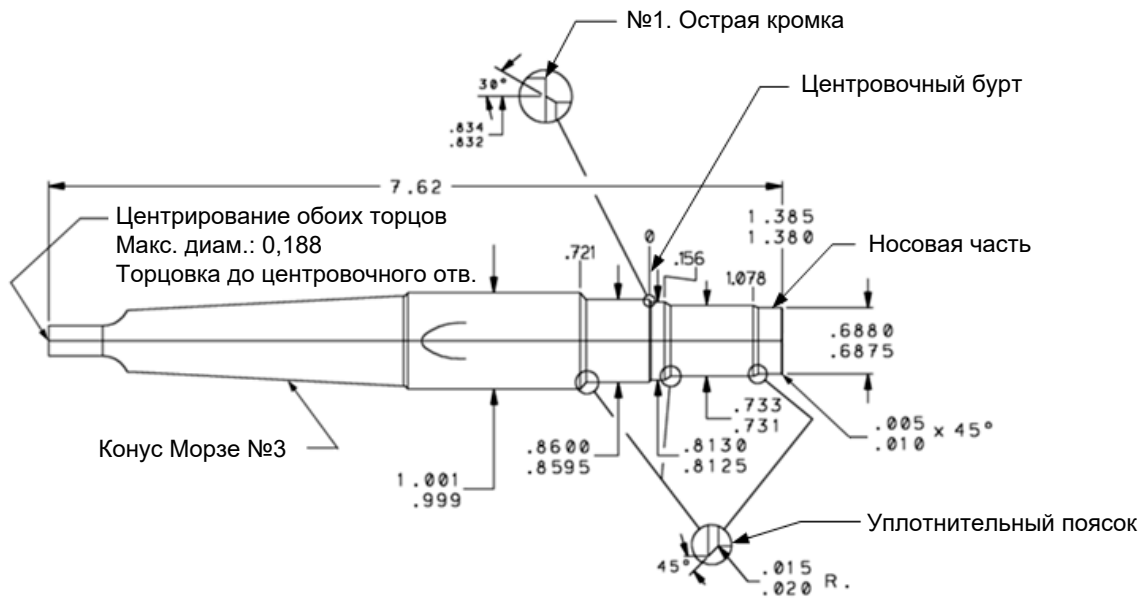 №1. Острая кромка
Центровочный бурт
30°
.834
.832
7.62
Центрирование обоих торцов
Макс. диам.: 0,188
Торцовка до центровочного отв.
1.385
1.380
Носовая часть
.721
0
.156
1.078
.6880
.6875
Конус Морзе №3
1.001
.999
.8600
.8595
.8130
.8125
.733
.731
.005
.010 x 45°
Уплотнительный поясок
45°
.015
.020 R.